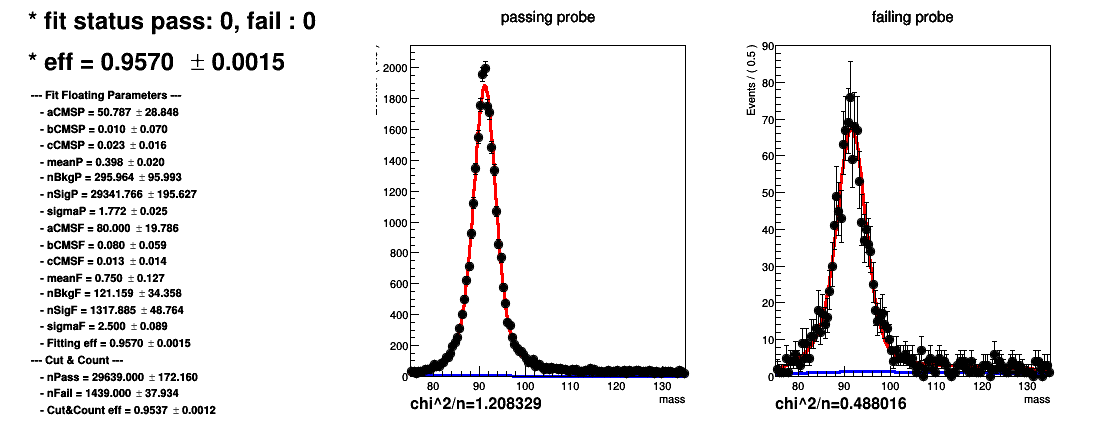 * fit status pass: 0, fail : 0
* eff = 0.9570 ± 0.0015
--- Fit Floating Parameters ---
- aCMSP = 50.787 ± 28.848
- bCMSP = 0.010 ± 0.070
- cCMSP = 0.023 ± 0.016
- meanP = 0.398 ± 0.020
- nBkgP = 295.964 ± 95.993
- nSigP = 29341.766 ± 195.627
- sigmaP = 1.772 ± 0.025
- aCMSF = 80.000 ± 19.786
- bCMSF = 0.080 ± 0.059
- cCMSF = 0.013 ± 0.014
- meanF = 0.750 ± 0.127
- nBkgF = 121.159 ± 34.358
- nSigF = 1317.885 ± 48.764
- sigmaF = 2.500 ± 0.089
- Fitting eff = 0.9570 ± 0.0015
--- Cut & Count ---
- nPass = 29639.000 ± 172.160
- nFail = 1439.000 ± 37.934
- Cut&Count eff = 0.9537 ± 0.0012
passing probe
2000
1800
1600
1400
1200
1000
800
600
400
200
0
80 90 100 110 120 130
mass
chi^2/n=1.208329
failing probe
Events / ( 0.5 )
90
80
70
60
50
40
30
20
10
0
80 90 100 110 120 130
mass
chi^2/n=0.488016